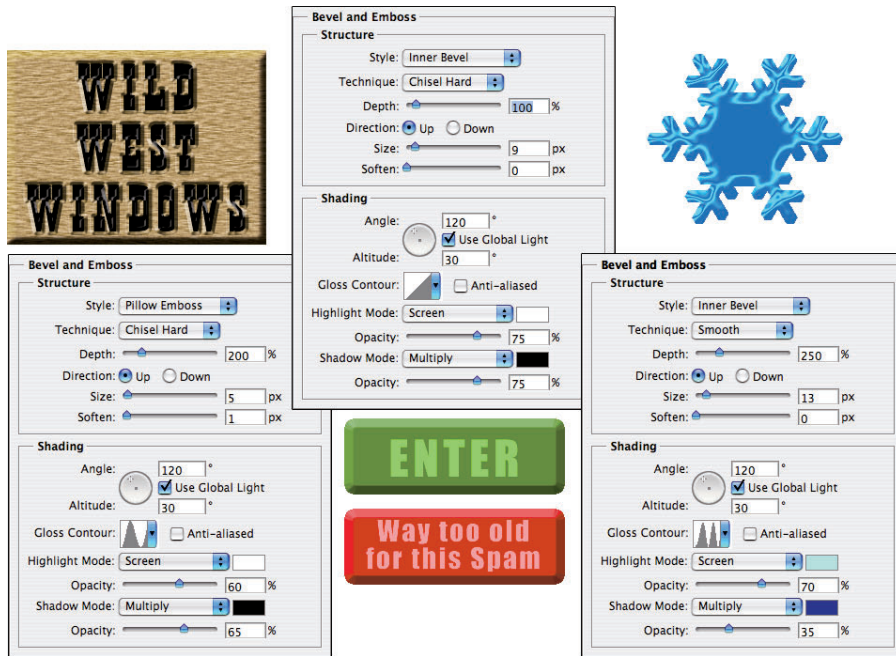 WILD
WEST
WINDOWS
Bevel and Emboss
Structure
Style: Inner Bevel
Technique: Chisel Hard
Depth: 100 %
Direction: Up Down
Size: 9 px
Soften: 0 px
Shading
Angle: 120 °
Use Global Light
Altitude: 30 °
Gloss Contour: Anti-aliased
Highlight Mode: Screen
Opacity: 75 %
Shadow Mode: Multiply
Opacity: 75 %
Bevel and Emboss
Structure
Style: Pillow Emboss
Technique: Chisel Hard
Depth: 200 %
Direction: Up Down
Size: 5 px
Soften: 1 px
Shading
Angle: 120 °
Use Global Light
Altitude: 30 °
Gloss Contour: Anti-aliased
Highlight Mode: Screen
Opacity: 60 %
Shadow Mode: Multiply
Opacity: 65 %
ENTER
Way too old
for this Spam
Bevel and Emboss
Structure
Style: Inner Bevel
Technique: Smooth
Depth: 250 %
Direction: Up Down
Size: 13 px
Soften: 0 px
Shading
Angle: 120 °
Use Global Light
Altitude: 30 °
Gloss Contour: Anti-aliased
Highlight Mode: Screen
Opacity: 70 %
Shadow Mode: Multiply
Opacity: 35 %